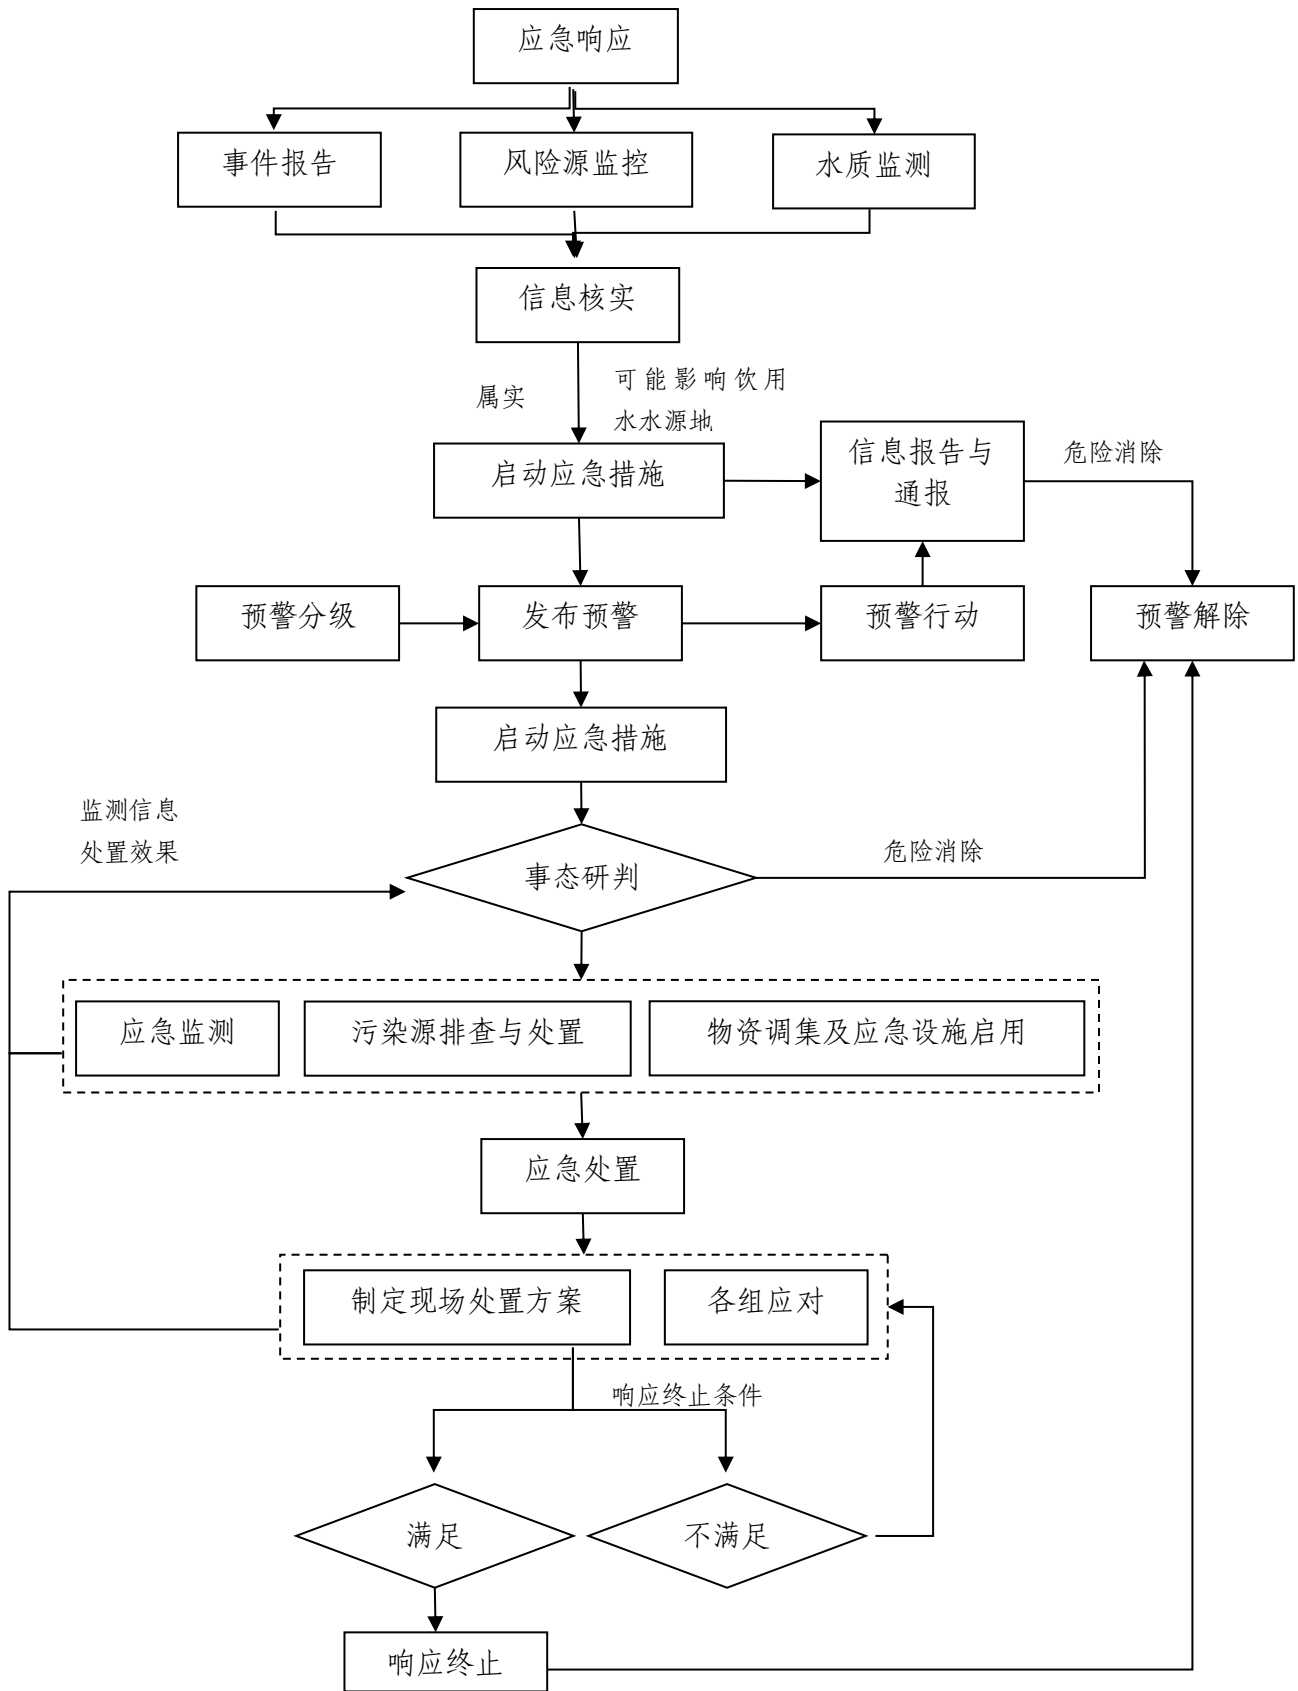 应急响应
事件报告
风险源监控
水质监测
信息核实
属实
可能影响饮用
水水源地
启动应急措施
信息报告与
通报
危险消除
预警分级
发布预警
预警行动
预警解除
启动应急措施
监测信息
处置效果
事态研判
危险消除
应急监测
污染源排查与处置
物资调集及应急设施启用
应急处置
制定现场处置方案
各组应对
响应终止条件
满足
不满足
响应终止